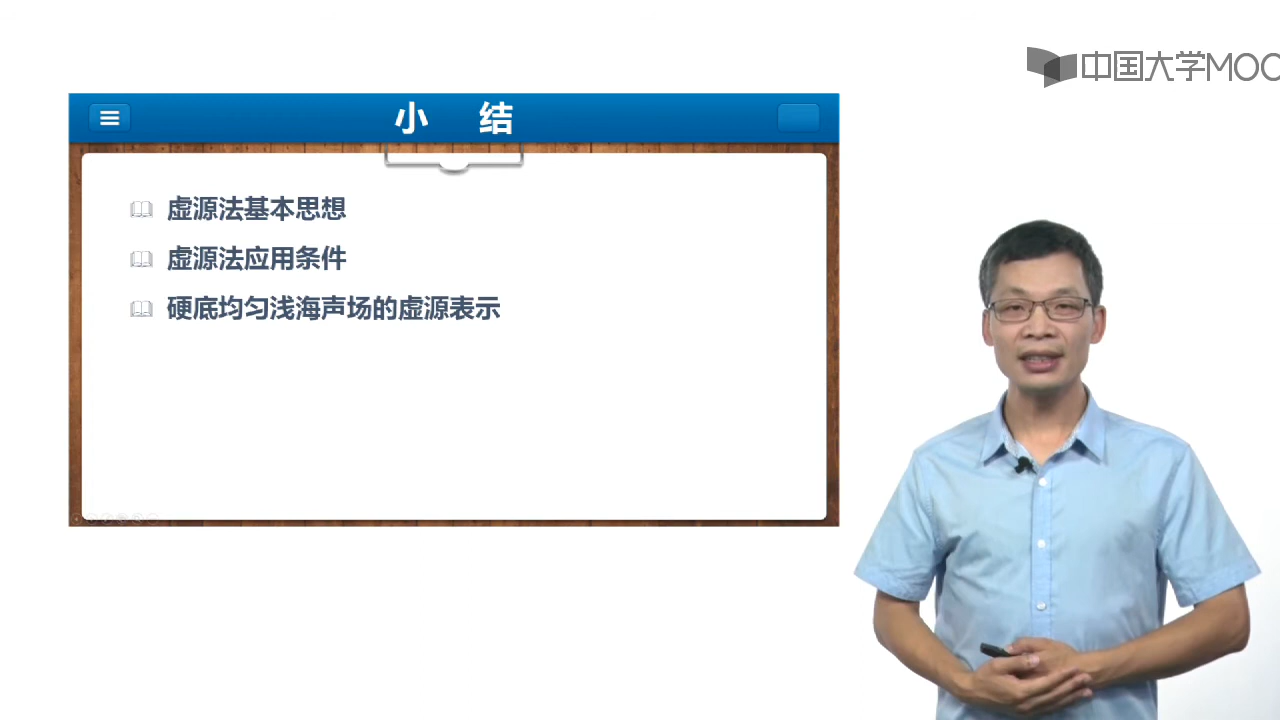 中国大学MOO
小 结
虚源法基本思想
虚源法应用条件
硬底均匀浅海声场的虚源表示